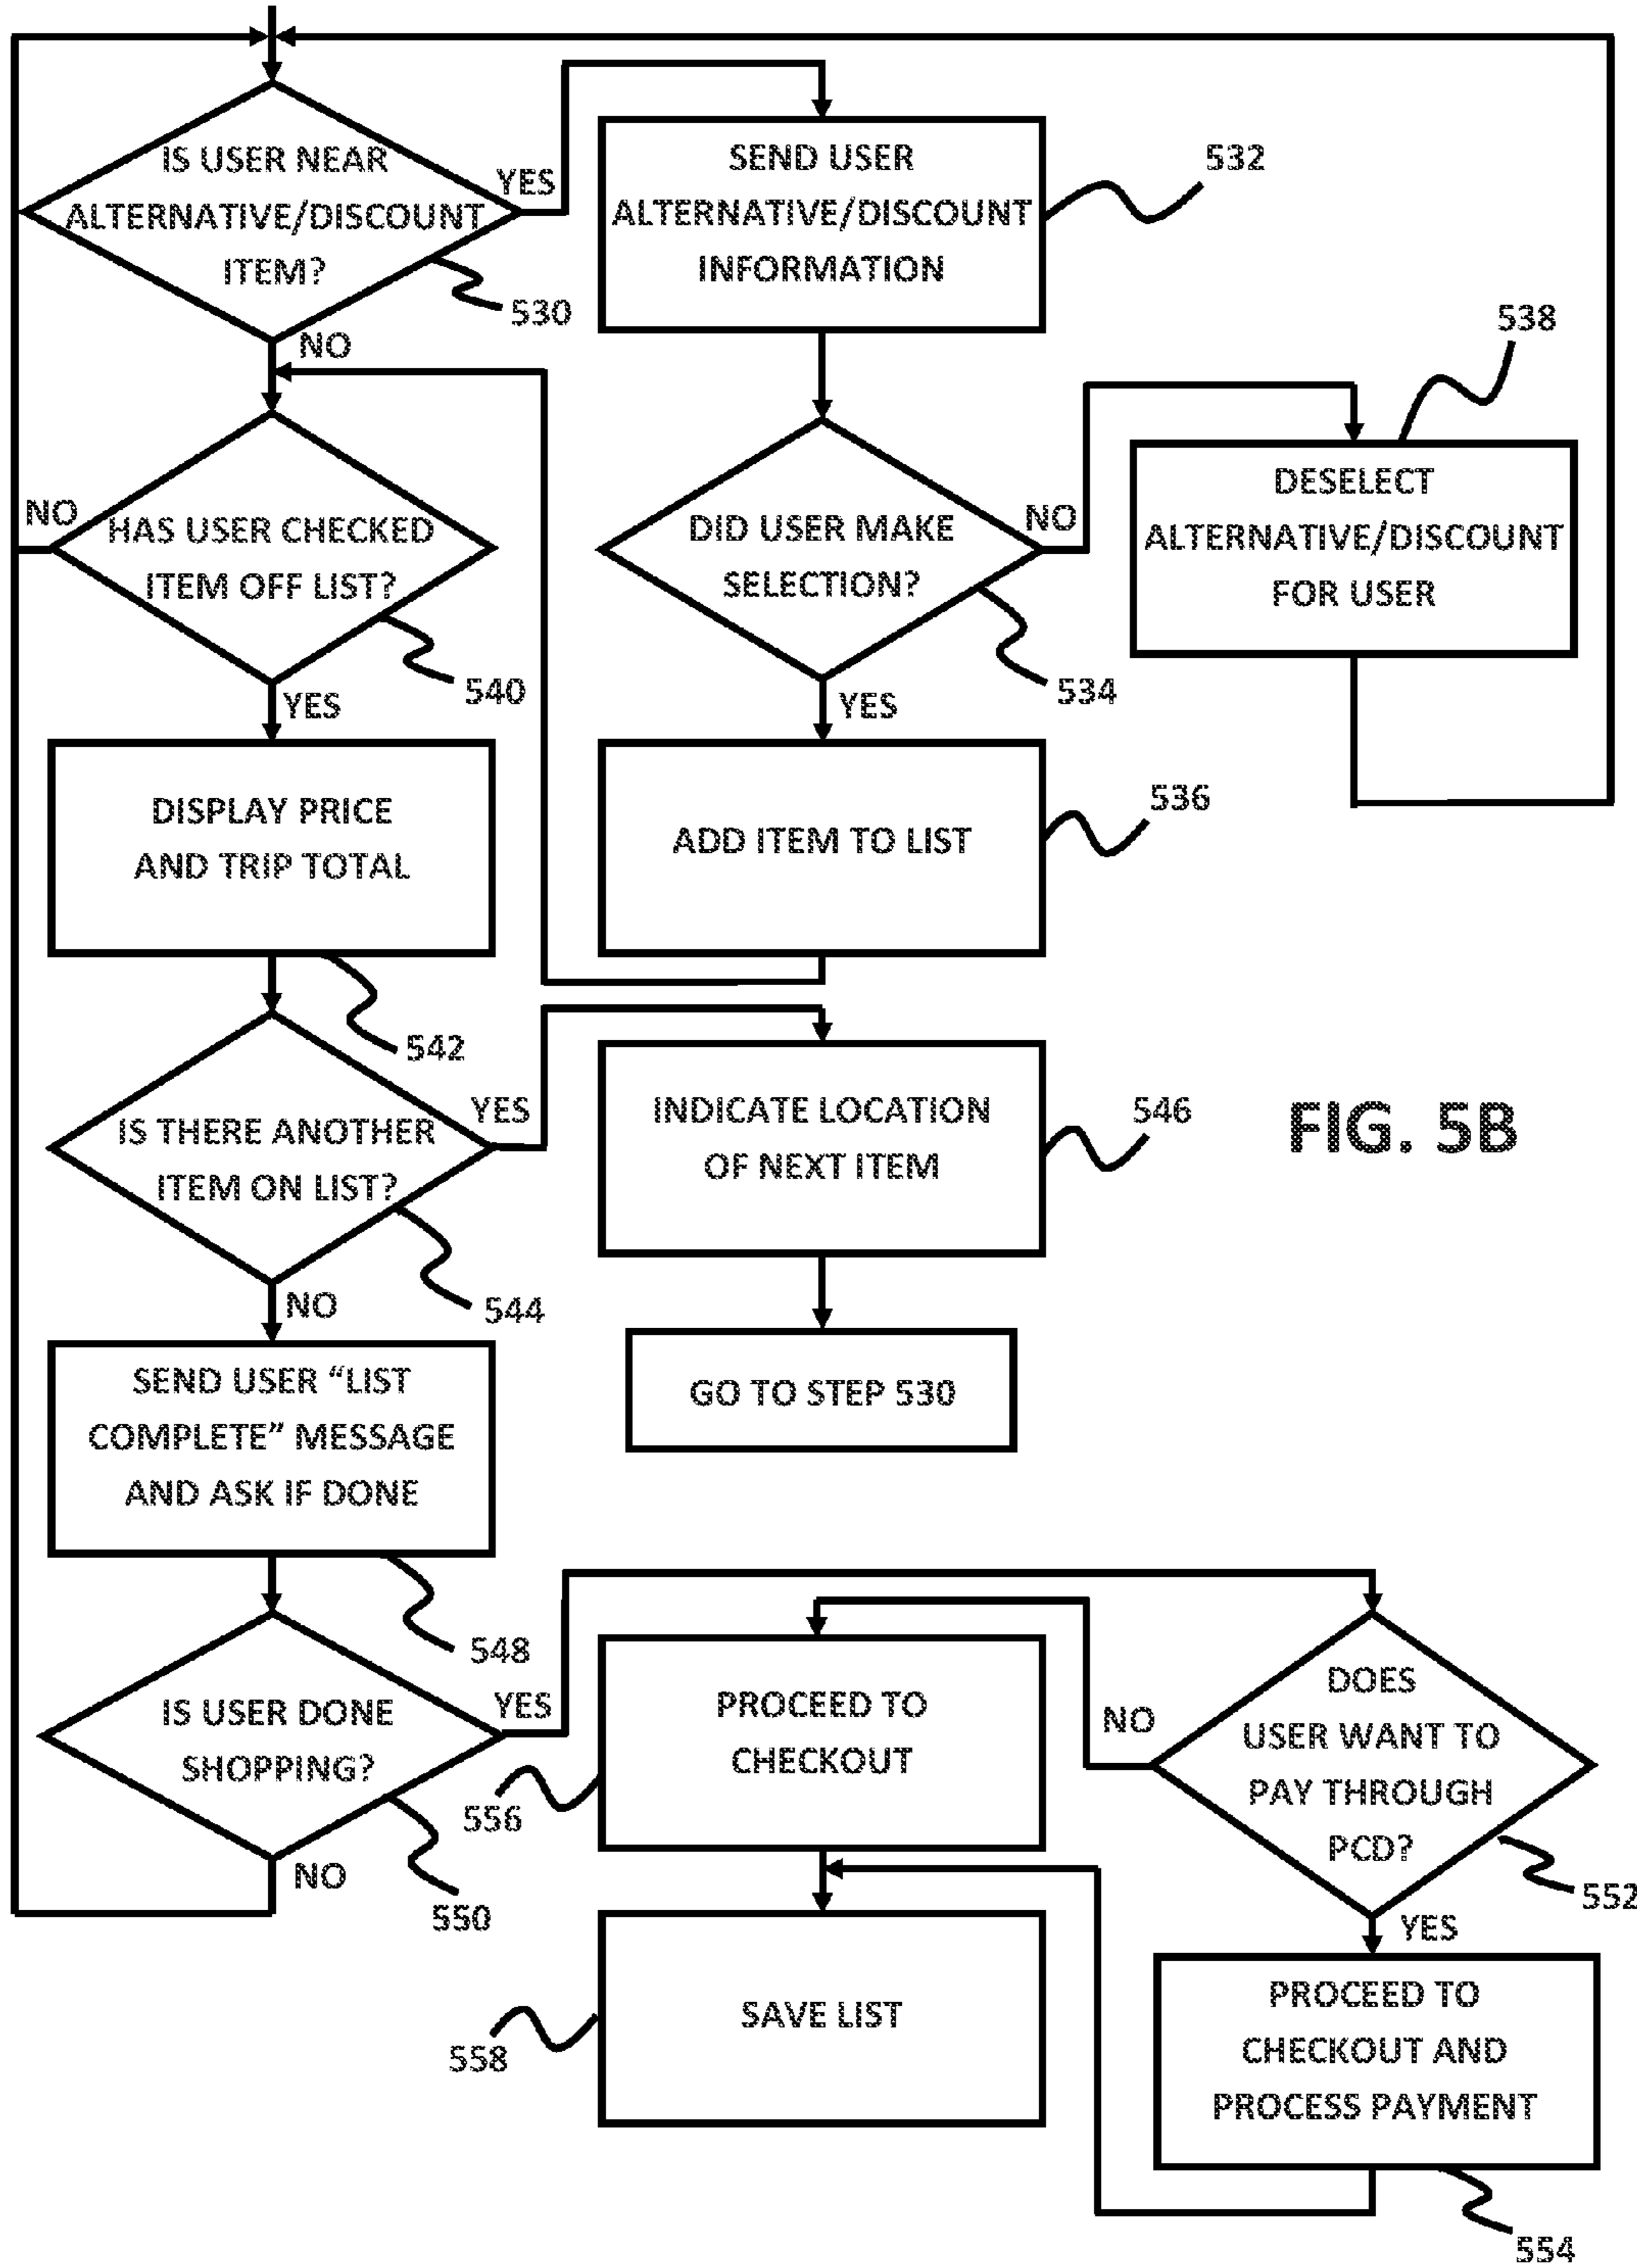 IS USER NEAR
ALTERNATIVE/DISCOUNT
ITEM?
YES
530
NO
SEND USER
ALTERNATIVE/DISCOUNT
INFORMATION
532
538
DESELECT
ALTERNATIVE/DISCOUNT
FOR USER
DID USER MAKE
SELECTION?
NO
534
YES
NO
HAS USER CHECKED
ITEM OFF LIST?
540
YES
DISPLAY PRICE
AND TRIP TOTAL
542
ADD ITEM TO LIST
536
IS THERE ANOTHER
ITEM ON LIST?
YES
544
NO
INDICATE LOCATION
OF NEXT ITEM
546
FIG. 5B
GO TO STEP 530
SEND USER “LIST
COMPLETE” MESSAGE
AND ASK IF DONE
548
IS USER DONE
SHOPPING?
YES
550
NO
PROCEED TO
CHECKOUT
556
NO
DOES
USER WANT TO
PAY THROUGH
PCD?
552
YES
SAVE LIST
558
PROCEED TO
CHECKOUT AND
PROCESS PAYMENT
554